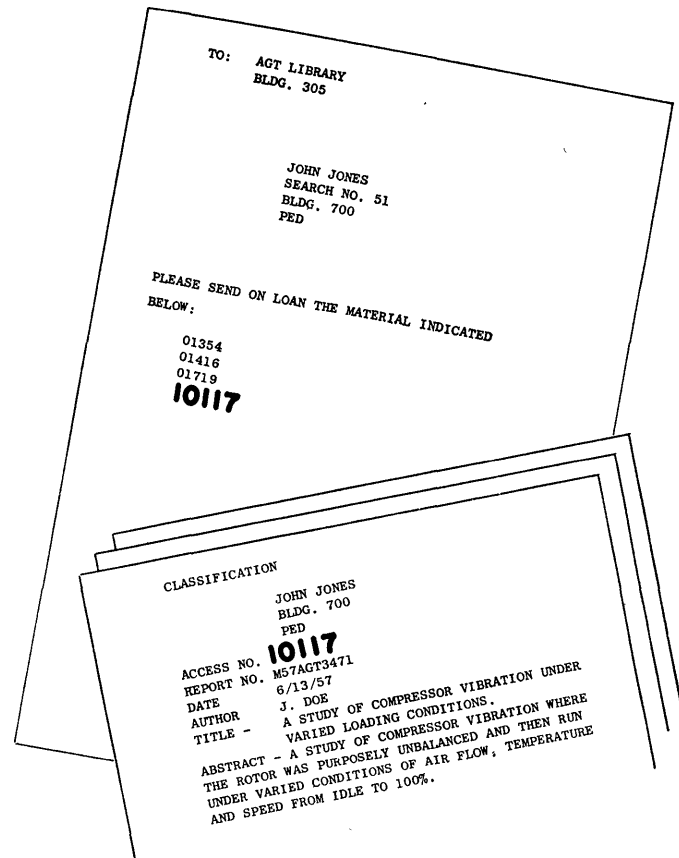 TO: AGT LIBRARY
BLDG. 305
JOHN JONES
SEARCH NO. 51
BLDG. 700
PED
PLEASE SEND ON LOAN THE MATERIAL INDICATED
BELOW:
01354
01416
01719
10117
CLASSIFICATION
JOHN JONES
BLDG. 700
PED
ACCESS NO. 10117
REPORT NO. M57AGT3471
DATE 6/13/57
AUTHOR J. DOE
TITLE - A STUDY OF COMPRESSOR VIBRATION UNDER
VARIED LOADING CONDITIONS.
ABSTRACT - A STUDY OF COMPRESSOR VIBRATION WHERE
THE ROTOR WAS PURPOSELY UNBALANCED AND THEN RUN
UNDER VARIED CONDITIONS OF AIR FLOW, TEMPERATURE
AND SPEED FROM IDLE TO 100%.